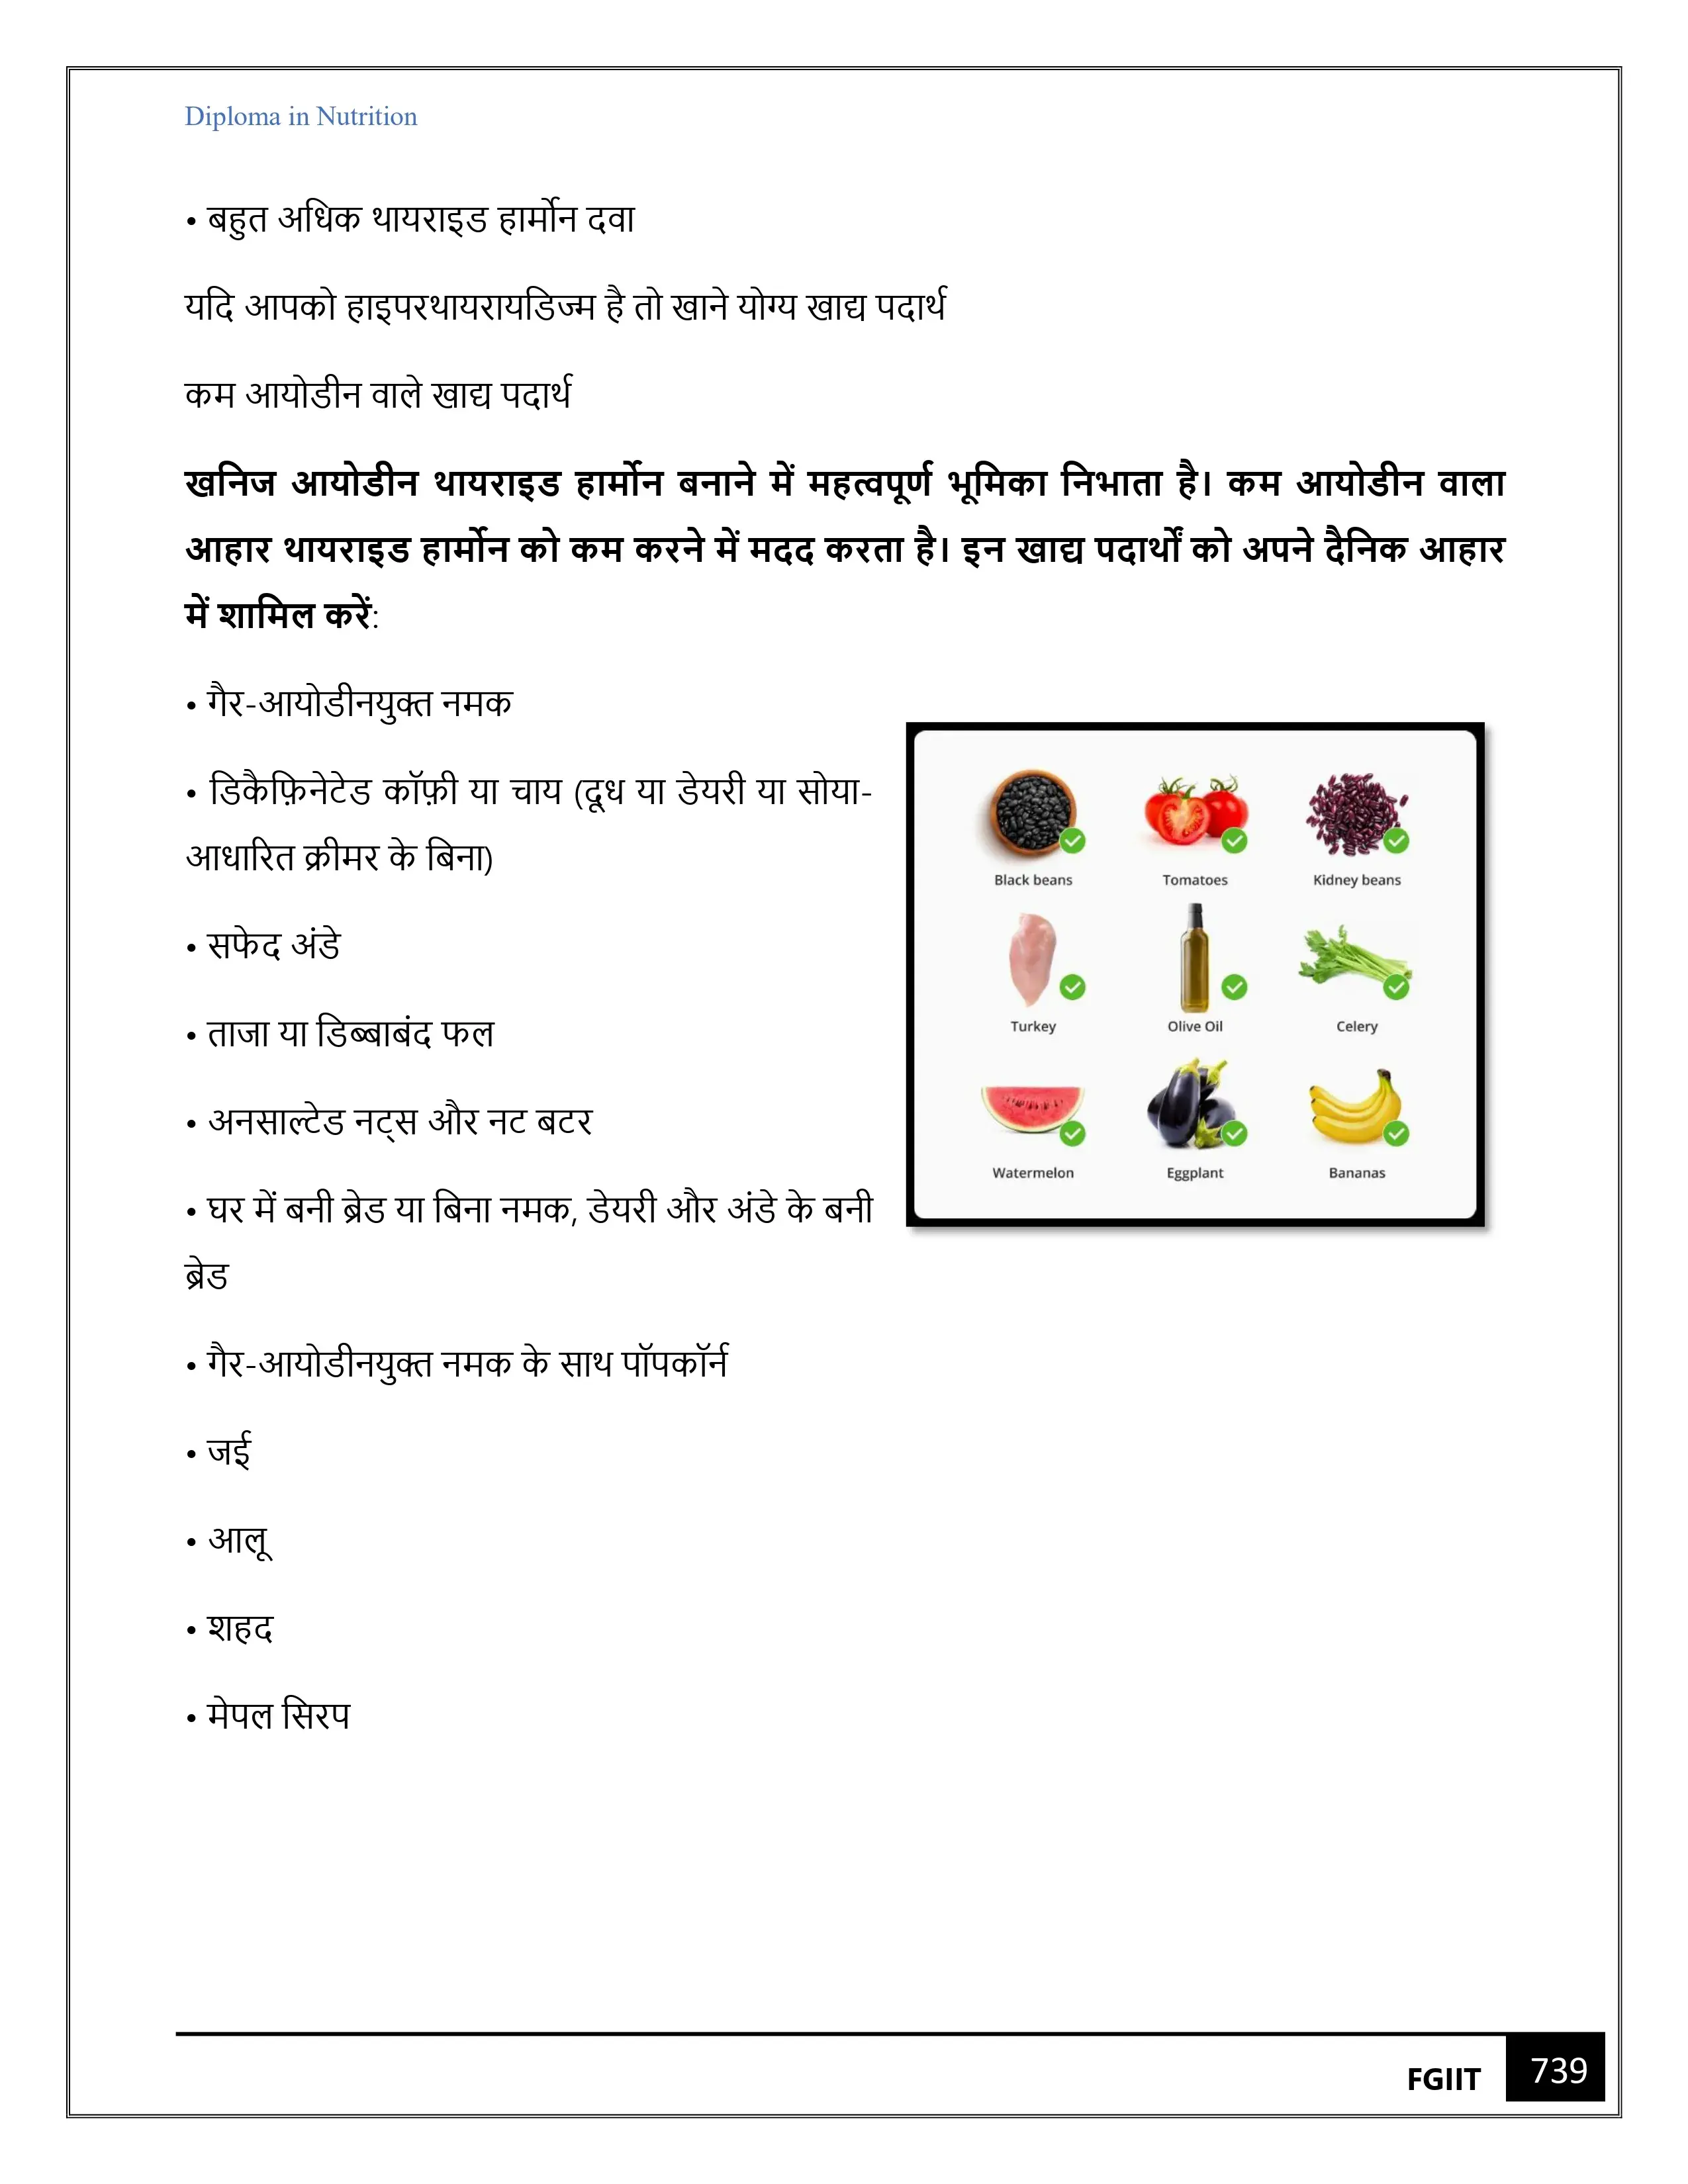 Diploma in Nutrition
• बहुत अधिक थायराइड हार्मोन दवा
यदि आपको हाइपरथायरायडिज्म है तो खाने योग्य खाद्य पदार्थ
कम आयोडीन वाले खाद्य पदार्थ
खनिज आयोडीन थायराइड हार्मोन बनाने में महत्वपूर्ण भूमिका निभाता है। कम आयोडीन वाला
आहार थायराइड हार्मोन को कम करने में मदद करता है। इन खाद्य पदार्थों को अपने दैनिक आहार
में शामिल करें:
• गैर-आयोडीनयुक्त नमक
• डिकैफ़िनेटेड कॉफ़ी या चाय (दूध या डेयरी या सोया-
आधारित क्रीमर के बिना)
• सफेद अंडे
• ताजा या डिब्बाबंद फल
• अनसाल्टेड नट्स और नट बटर
• घर में बनी ब्रेड या बिना नमक, डेयरी और अंडे के बनी
ब्रेड
• गैर-आयोडीनयुक्त नमक के साथ पॉपकॉर्न
• जई
• आलू
• शहद
• मेपल सिरप
Black beans Tomatoes Kidney beans
Turkey Olive Oil Celery
Watermelon Eggplant Bananas
FGIIT 739